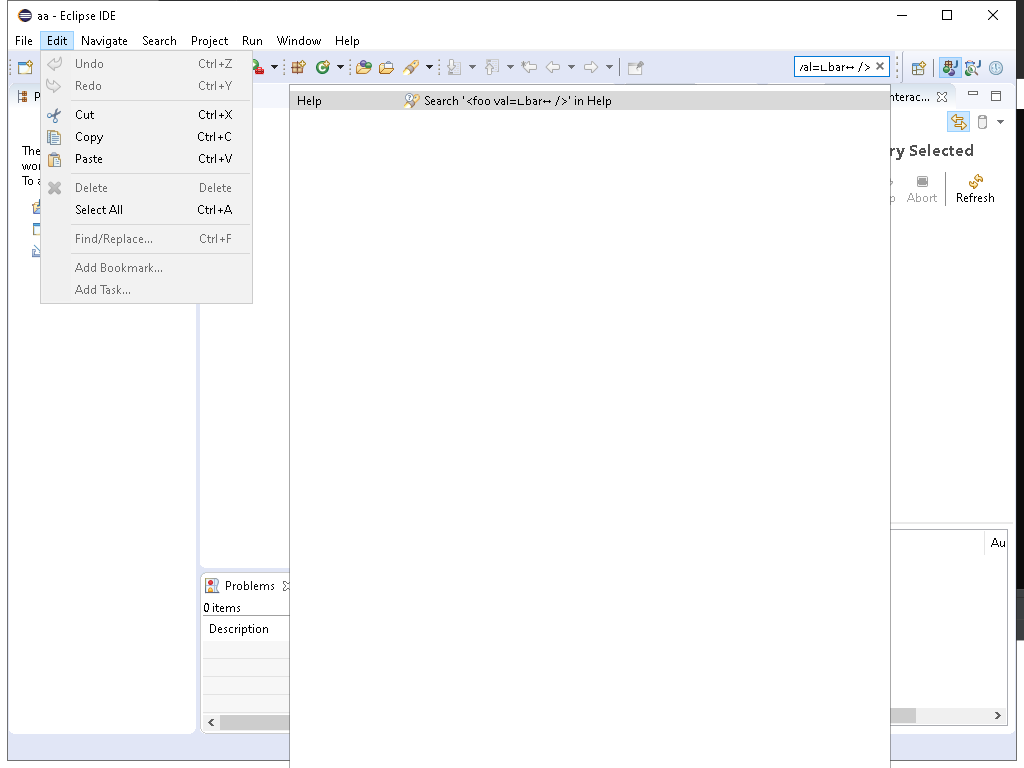 aa - Eclipse IDE
File Edit Navigate Search Project Run Window Help
Undo Ctrl+Z
Redo Ctrl+Y
Cut Ctrl+X
Copy Ctrl+C
Paste Ctrl+V
Delete Delete
Select All Ctrl+A
Find/Replace... Ctrl+F
Add Bookmark...
Add Task...
val=∟bar↔ />
Help Search '<foo val=∟bar↔ />' in Help
P
The
wor
To a
nterac...
ry Selected
p Abort Refresh
Au
Problems
0 items
Description